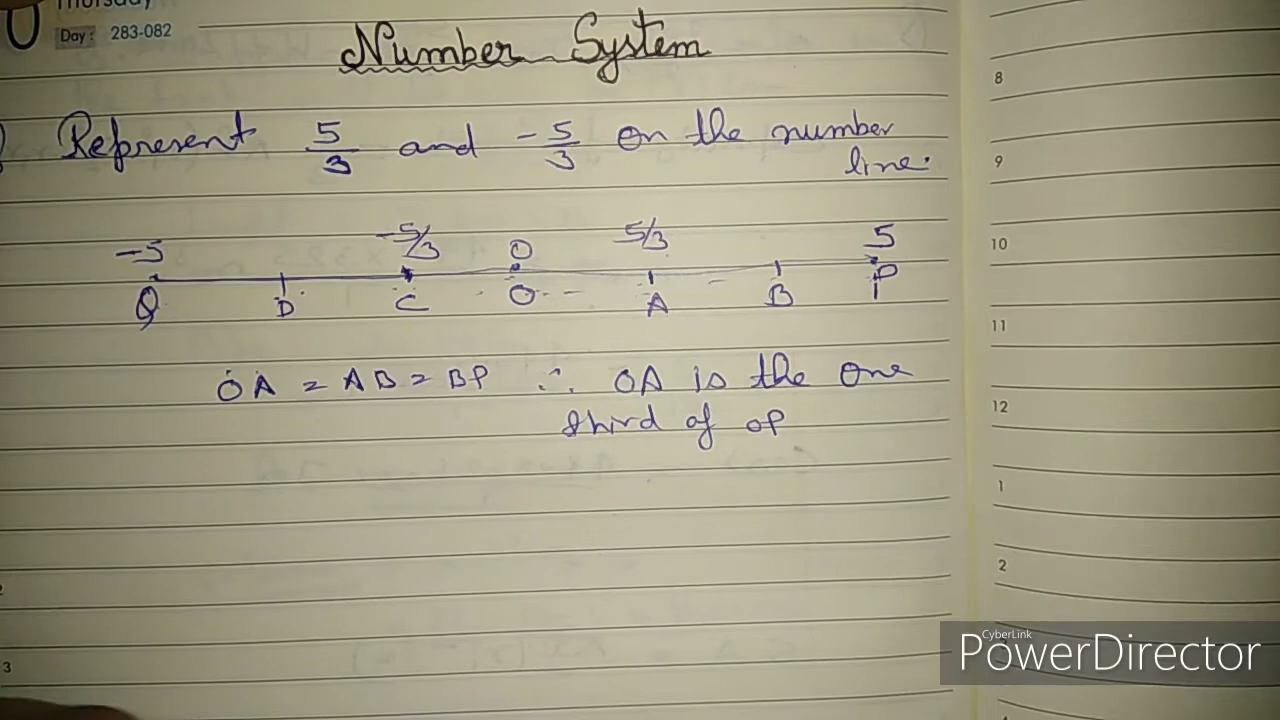 Thursday
Day: 283-082
Number System
Represent 5/3 and -5/3 on the number
line.
-5 -5/3 0 5/3 5
Q D C O A B P
OA = AB = BP ∴ OA is the one
third of OP
8
9
10
11
12
1
2
3
CyberLink
PowerDirector